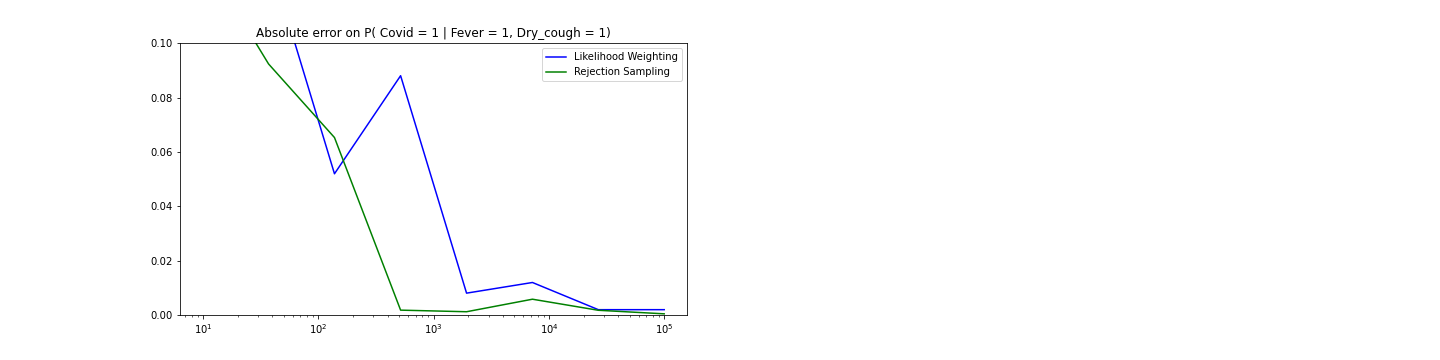 Absolute error on P( Covid = 1 | Fever = 1, Dry_cough = 1)
Likelihood Weighting
Rejection Sampling
0.10
0.08
0.06
0.04
0.02
0.00
10¹ 10² 10³ 10⁴ 10⁵